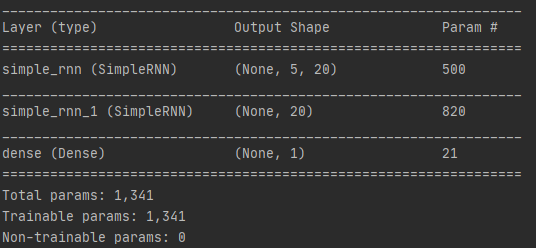 _________________________________________________________________
Layer (type) Output Shape Param #
=================================================================
simple_rnn (SimpleRNN) (None, 5, 20) 500
_________________________________________________________________
simple_rnn_1 (SimpleRNN) (None, 20) 820
_________________________________________________________________
dense (Dense) (None, 1) 21
=================================================================
Total params: 1,341
Trainable params: 1,341
Non-trainable params: 0